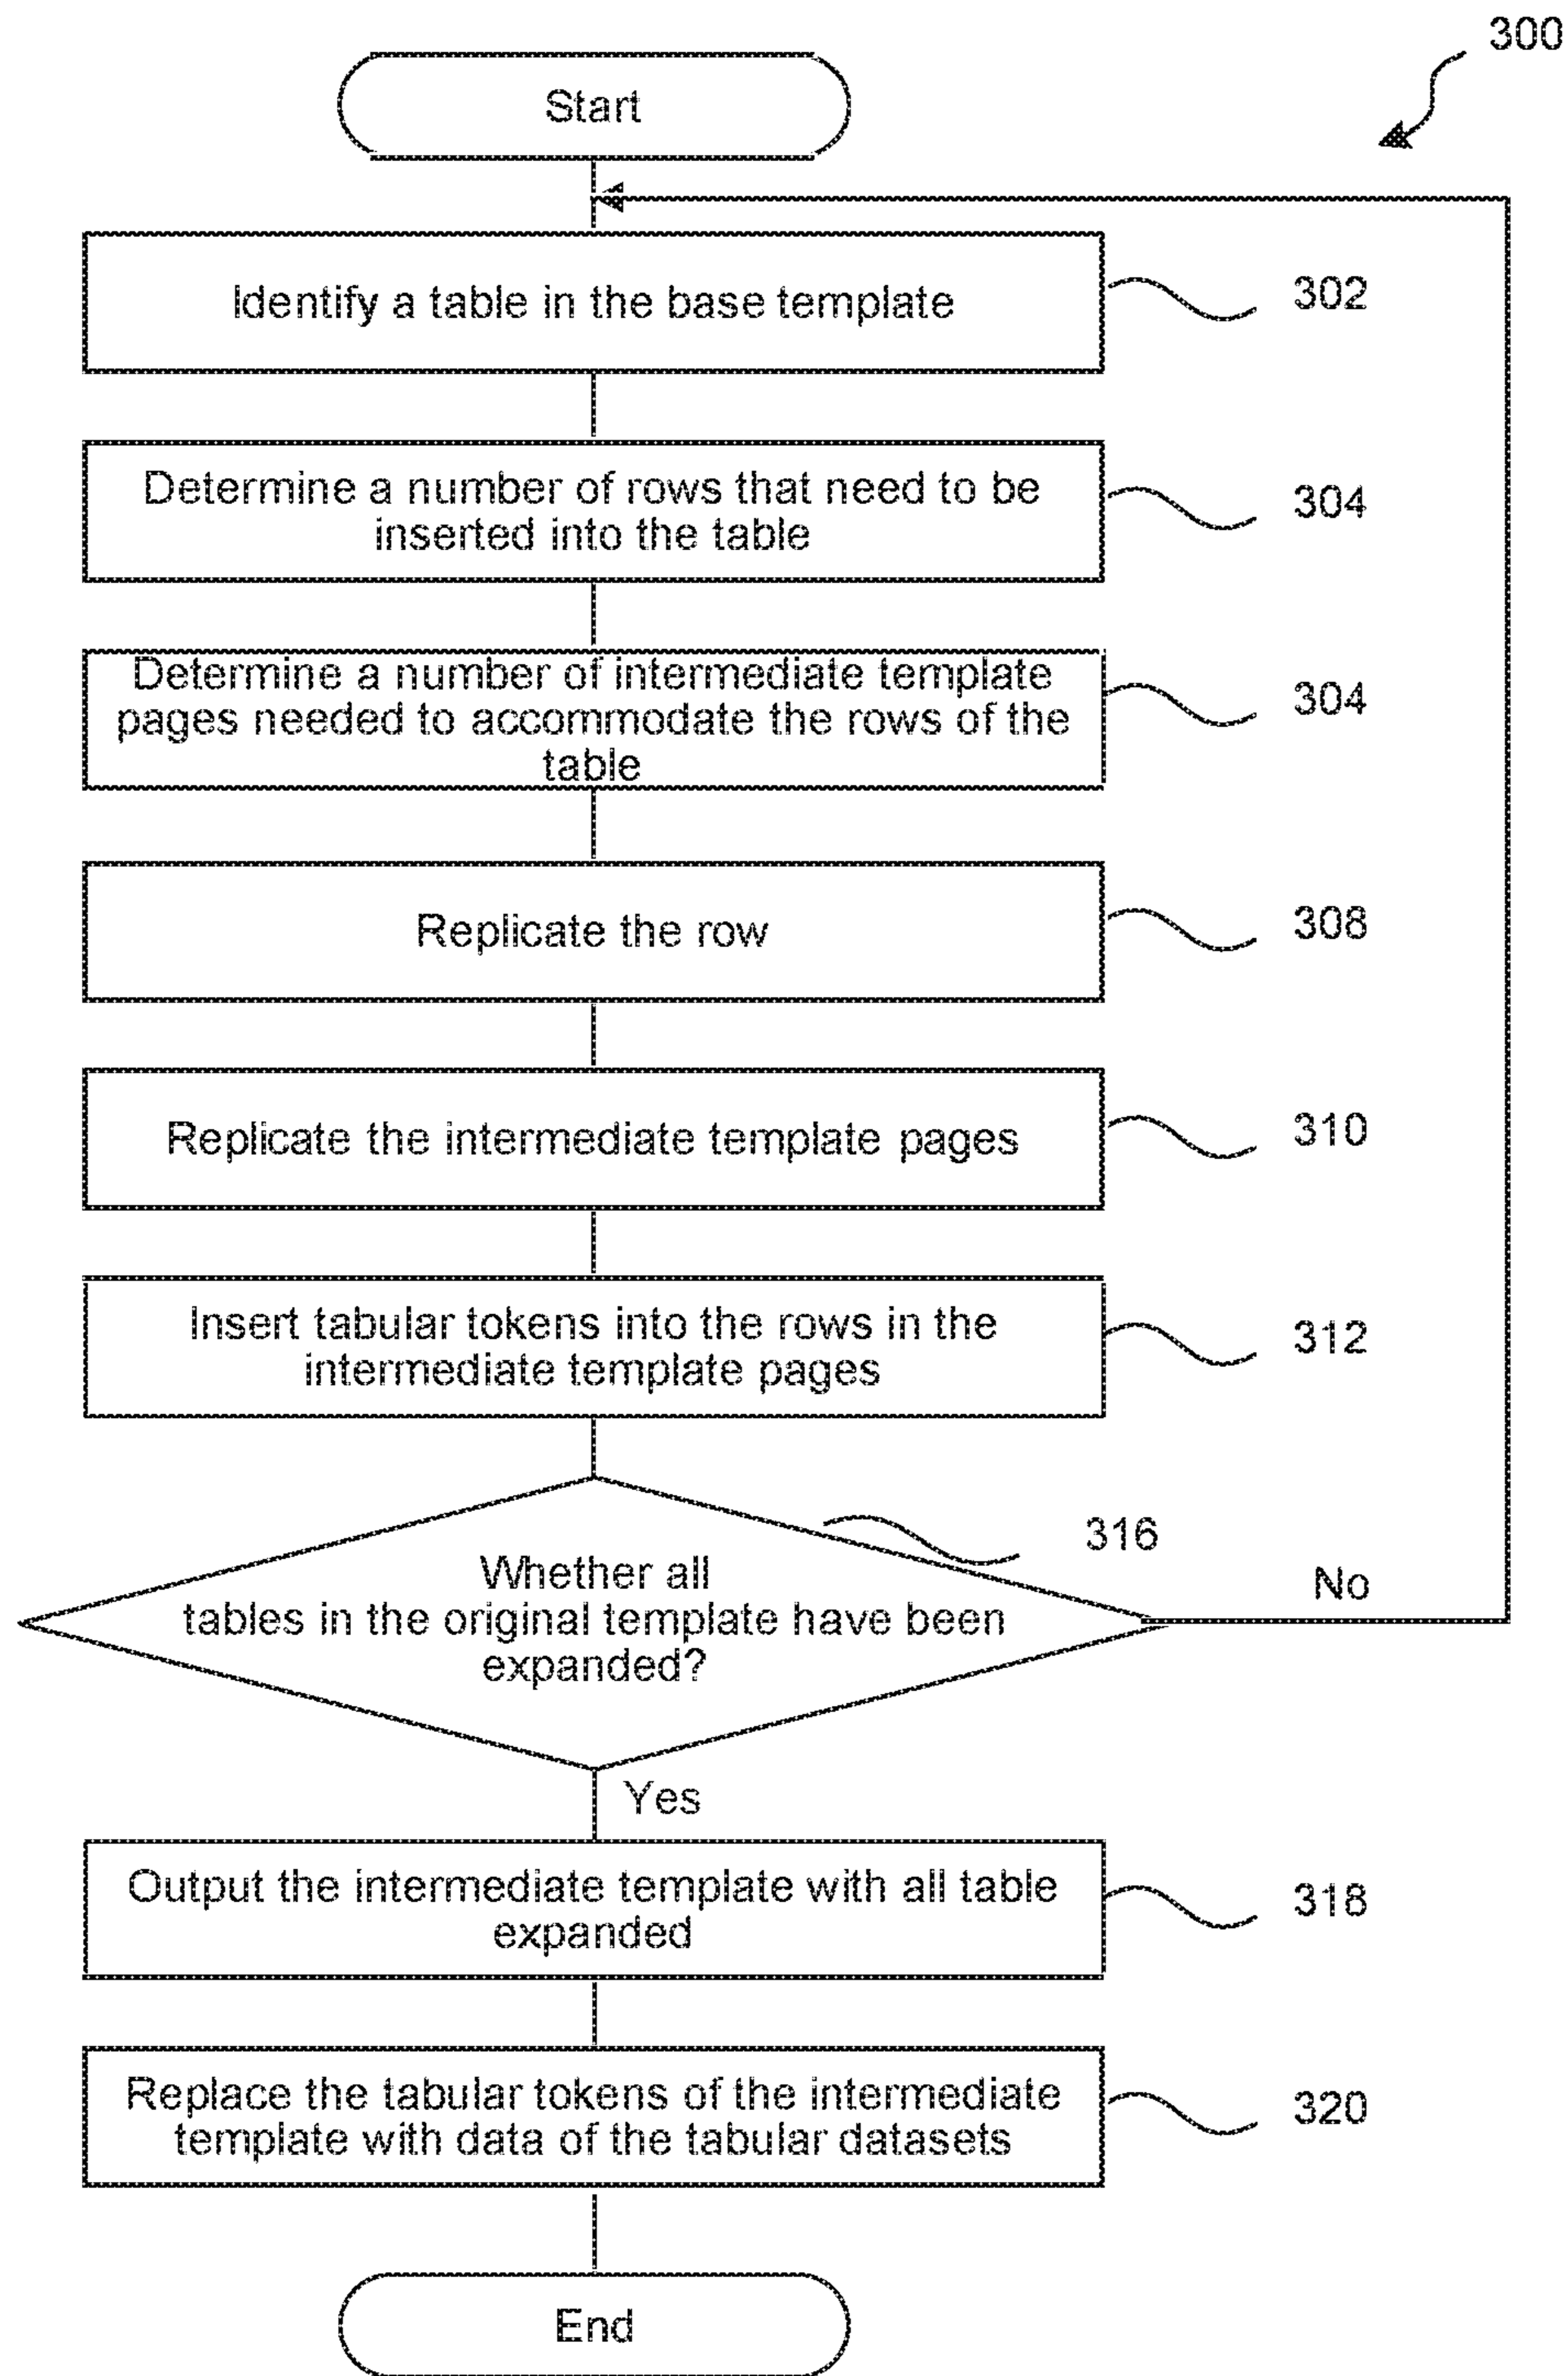 300
Start
Identify a table in the base template
302
Determine a number of rows that need to be
inserted into the table
304
Determine a number of intermediate template
pages needed to accommodate the rows of the
table
304
Replicate the row
308
Replicate the intermediate template pages
310
Insert tabular tokens into the rows in the
intermediate template pages
312
316
Whether all
tables in the original template have been
expanded?
No
Yes
Output the intermediate template with all table
expanded
318
Replace the tabular tokens of the intermediate
template with data of the tabular datasets
320
End